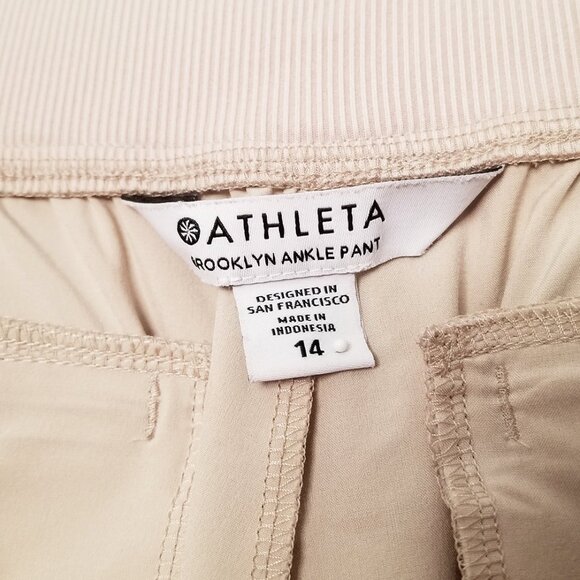 ATHLETA
BROOKLYN ANKLE PANT
DESIGNED IN
SAN FRANCISCO
MADE IN
INDONESIA
14